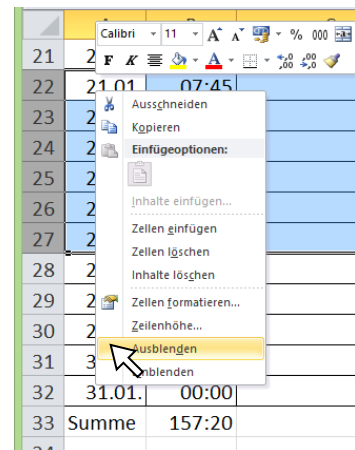 Calibri 11 A A % 000
21 2
F K A ,00 ,00
22 21.01. 07:45
23 2 Ausschneiden
24 2 Kopieren
Einfügeoptionen:
25 2
26 2 Inhalte einfügen...
27 2 Zellen einfügen
Zellen löschen
28 2 Inhalte löschen
29 2 Zellen formatieren...
30 2 Zeilenhöhe...
Ausblenden
31 3 Einblenden
32 31.01. 00:00
33 Summe 157:20